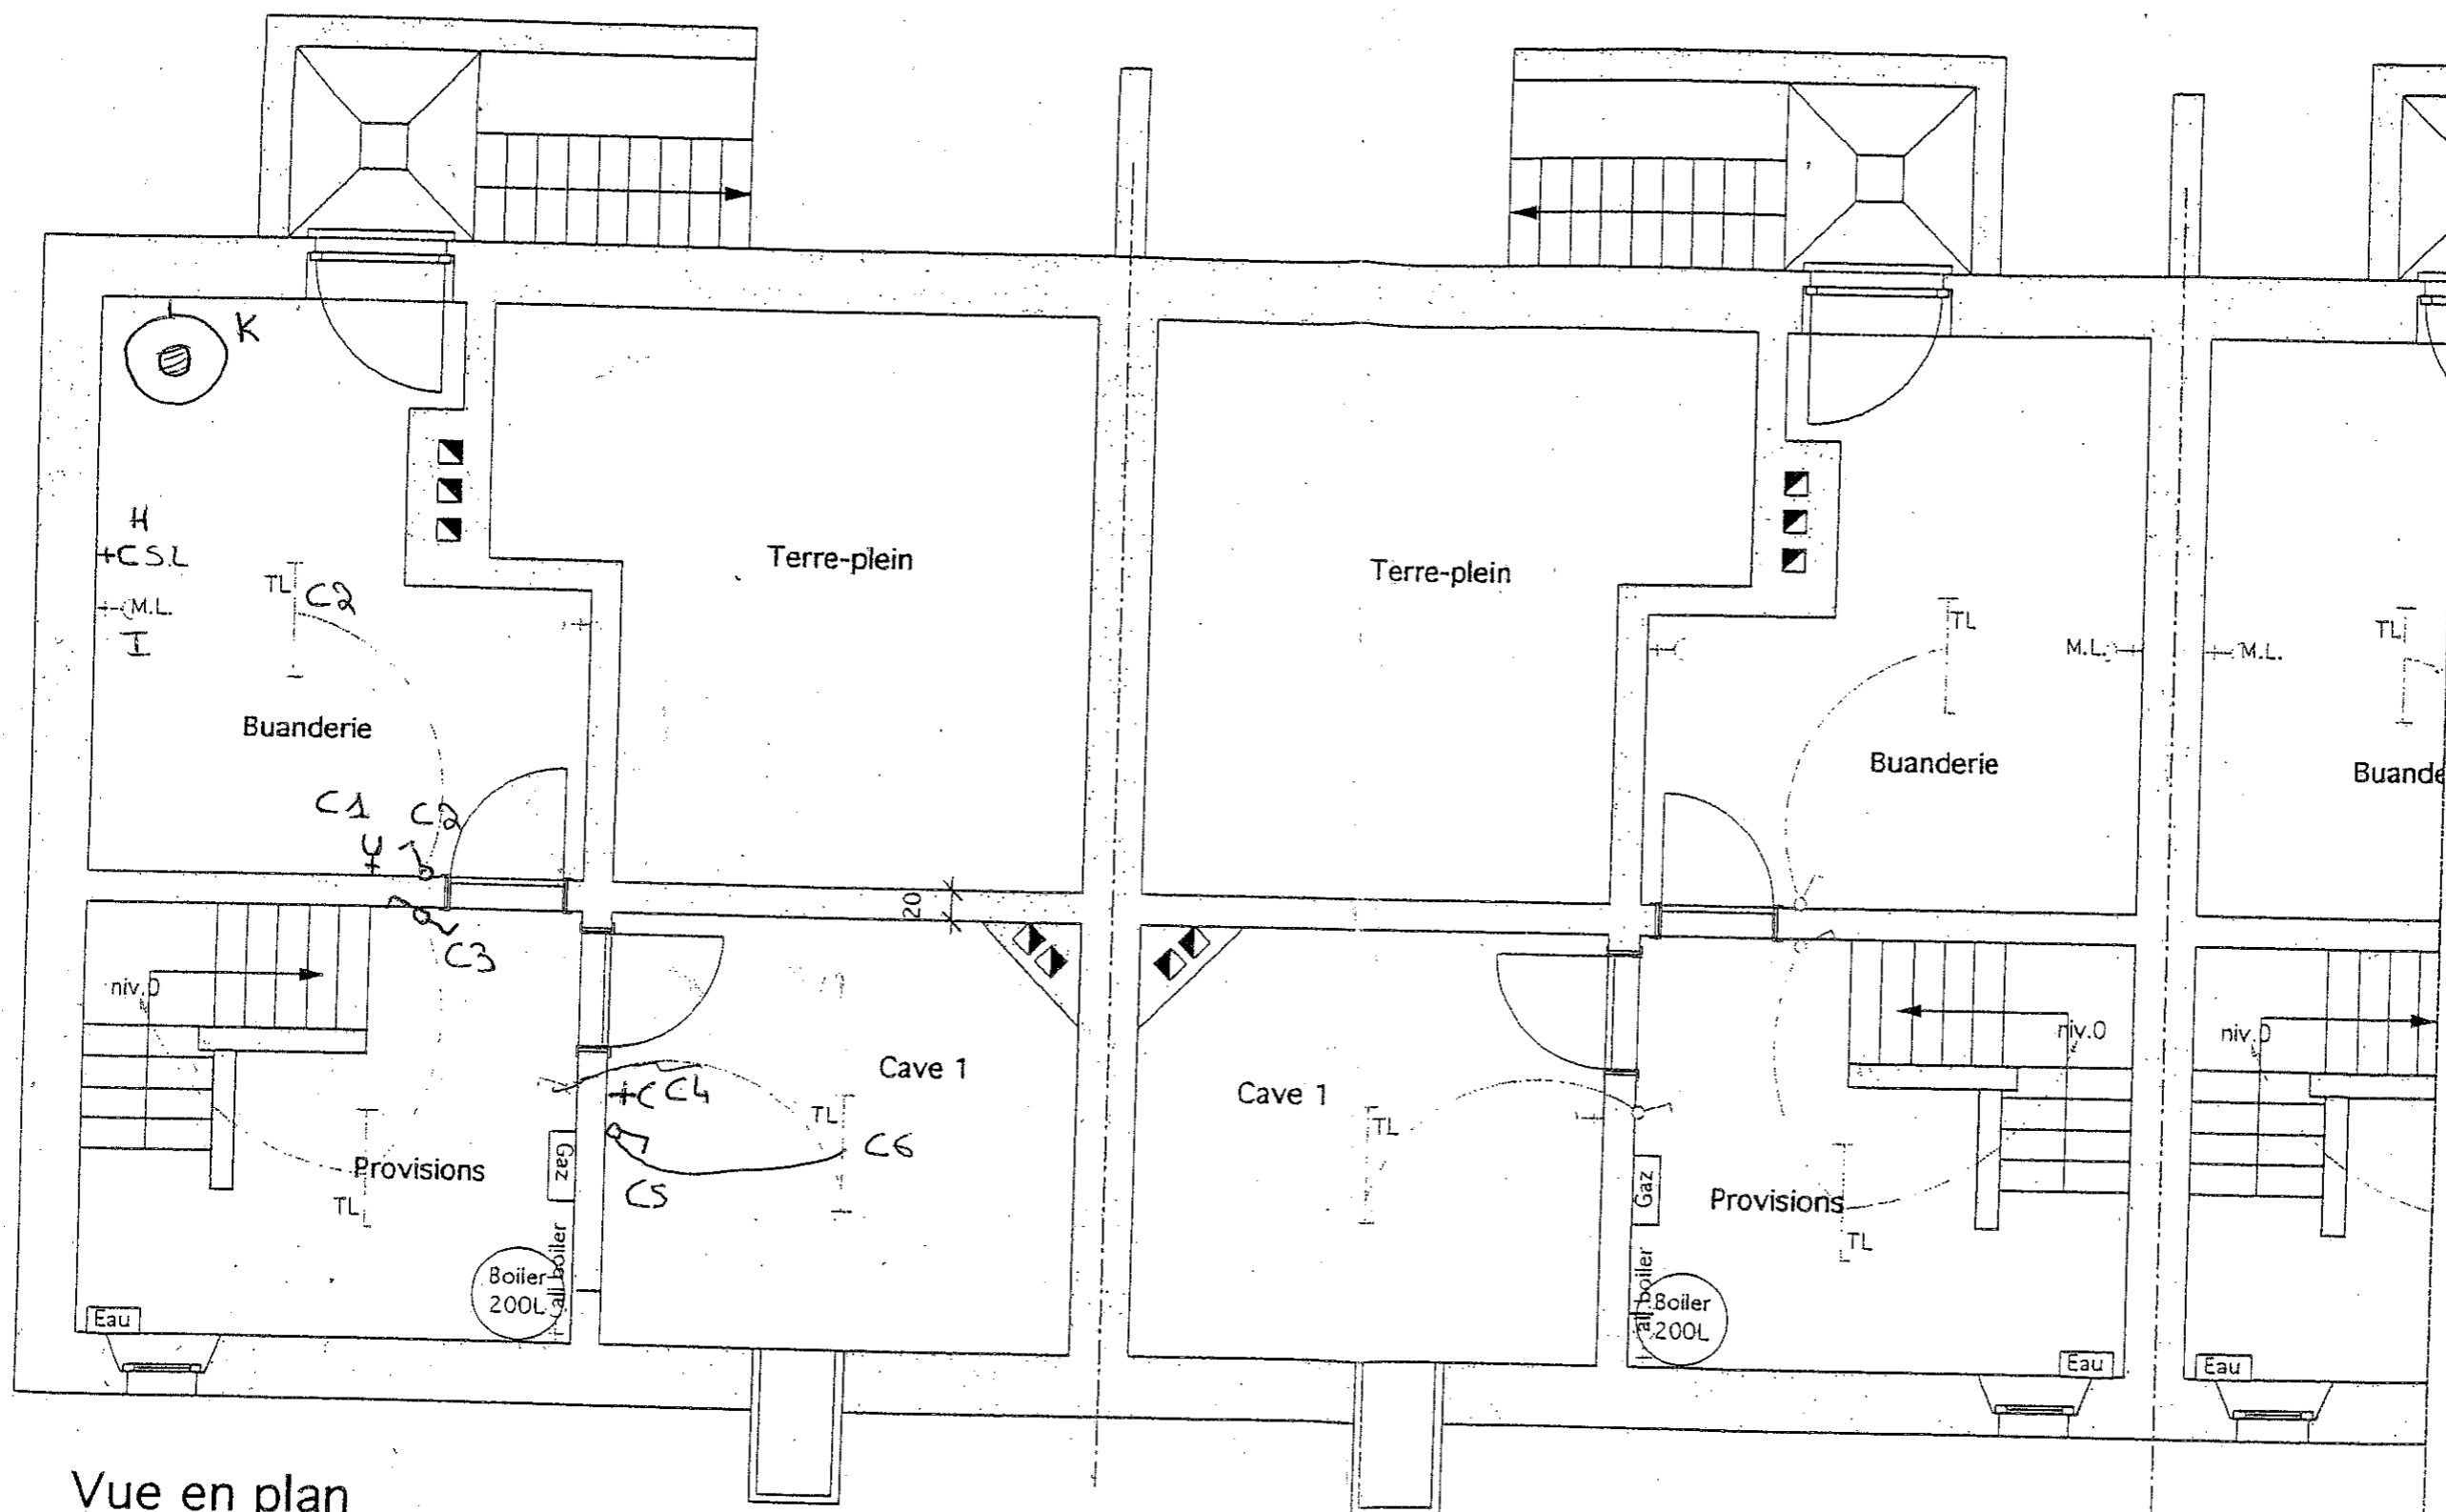 K
H
C S.L
TL C2
M.L.
I
Terre-plein
Terre-plein
TL
M.L.
M.L.
TL
Buanderie
Buanderie
Buande
C1
C2
20
C3
niv.0
niv.0
niv.0
Cave 1
Cave 1
C C4
TL
TL
C6
Gaz
Provisions
C5
Gaz
Provisions
TL
TL
all boiler
Boiler
200L
all boiler
Boiler
200L
Eau
Eau
Eau
Vue en plan